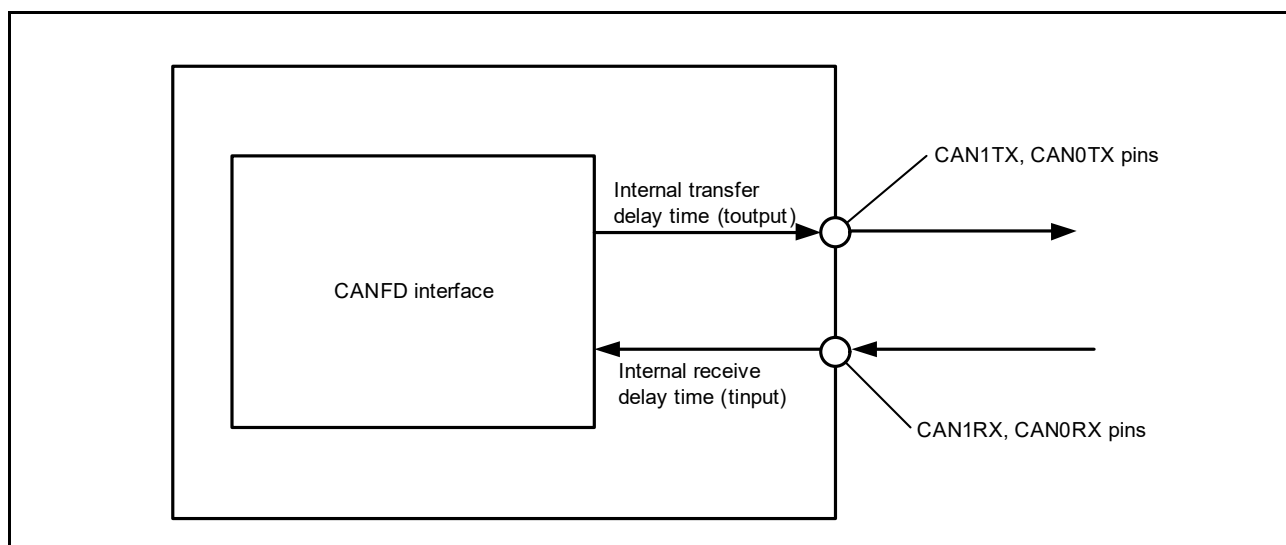 CAN1TX, CAN0TX pins
Internal transfer
delay time (toutput)
CANFD interface
Internal receive
delay time (tinput)
CAN1RX, CAN0RX pins